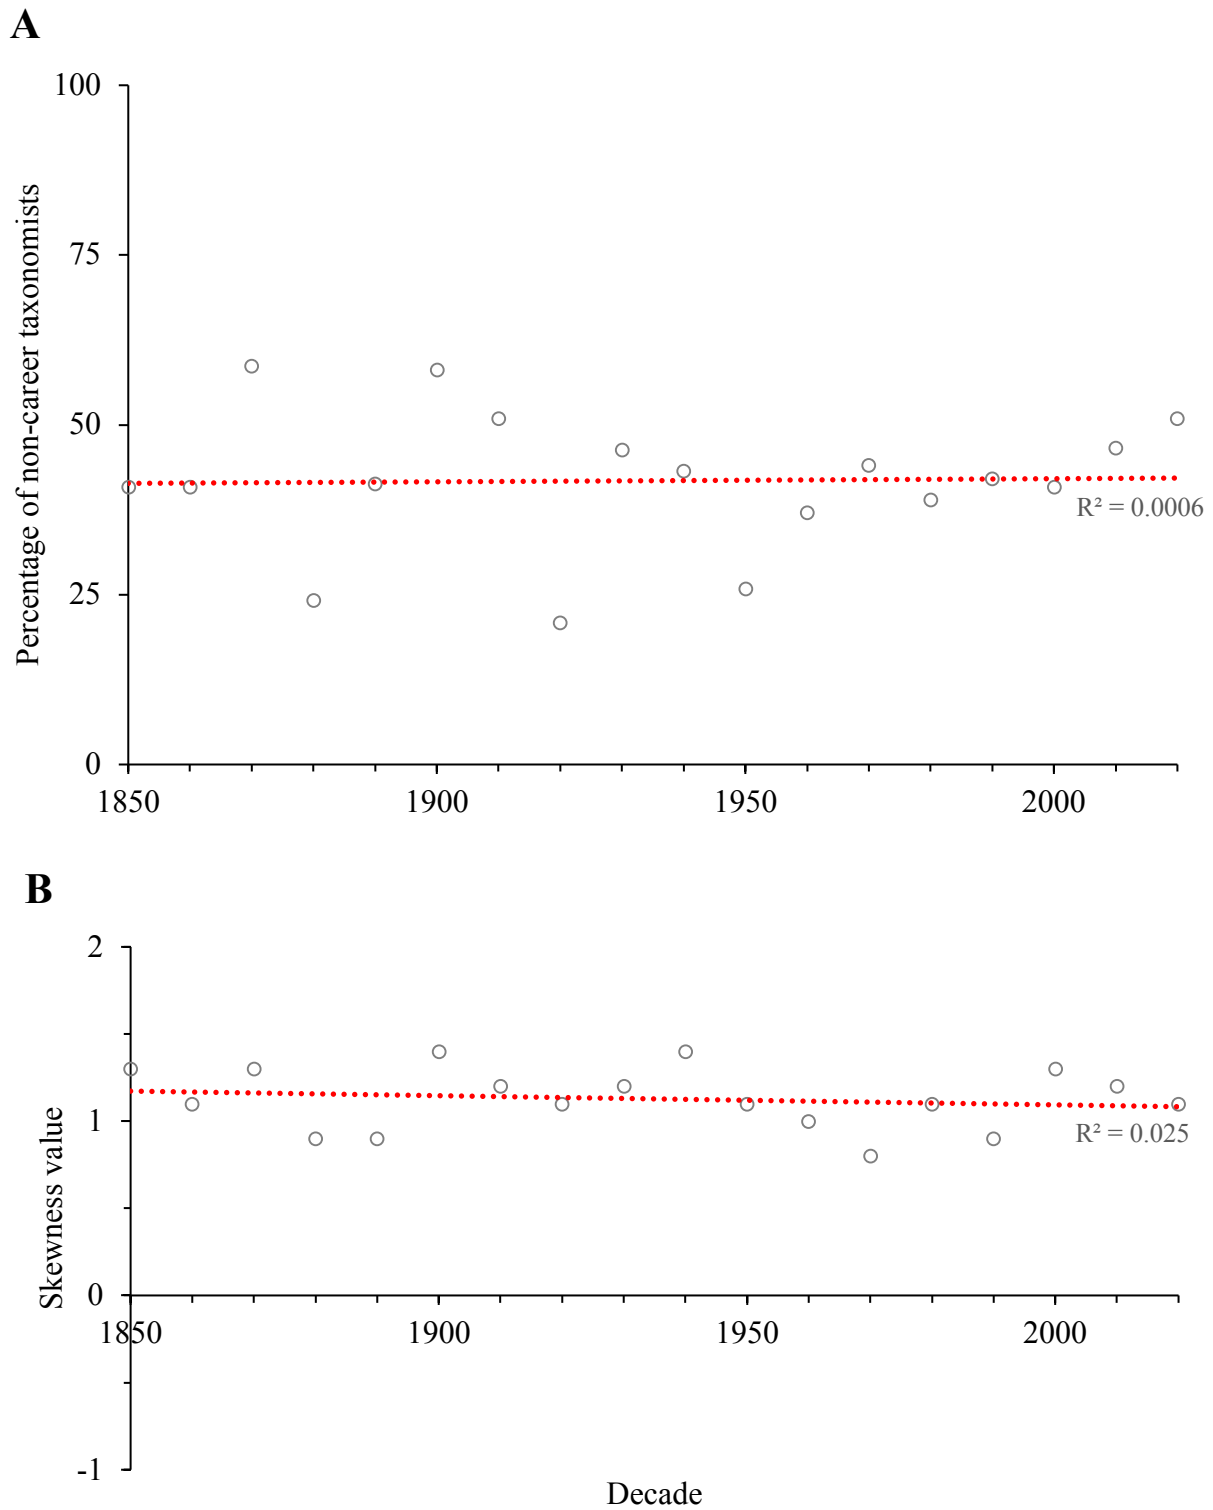 A
100
75
50
25
0
Percentage of non-career taxonomists
R² = 0.0006
1850 1900 1950 2000
B
2
1
0
-1
Skewness value
R² = 0.025
1850 1900 1950 2000
Decade